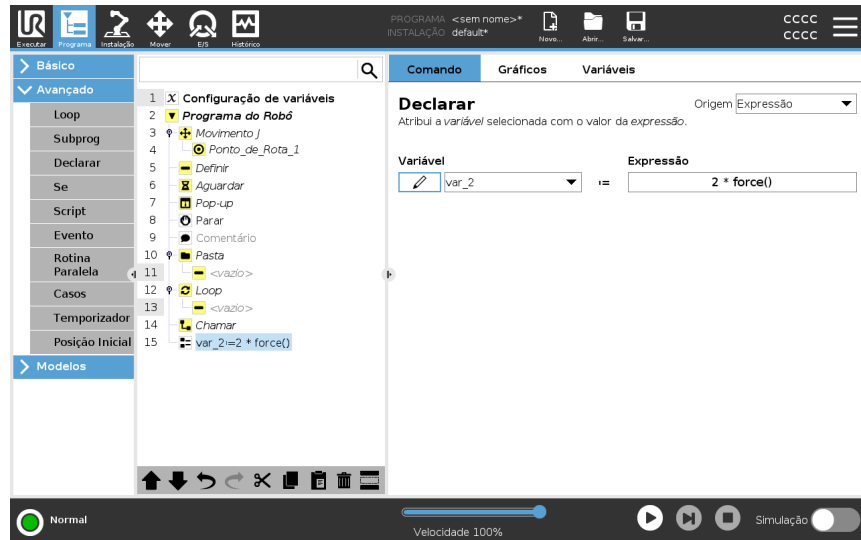 UR
PROGRAMA <sem nome>*
INSTALAÇÃO default*
CCCC
CCCC
Executar Programa Instalação Mover E/S Histórico Novo... Abrir... Salvar...
Básico
Avançado
Loop
Subprog
Declarar
Se
Script
Evento
Rotina
Paralela
Casos
Temporizador
Posição Inicial
Modelos
1 X Configuração de variáveis
2 Programa do Robô
3 Movimento J
4 Ponto_de_Rota_1
5 Definir
6 Aguardar
7 Pop-up
8 Parar
9 Comentário
10 Pasta
11 <vazio>
12 Loop
13 <vazio>
14 Chamar
15 var_2:=2 * force()
Comando Gráficos Variáveis
Declarar
Origem Expressão
Atribui a variável selecionada com o valor da expressão.
Variável Expressão
var_2 := 2 * force()
Normal
Velocidade 100%
Simulação